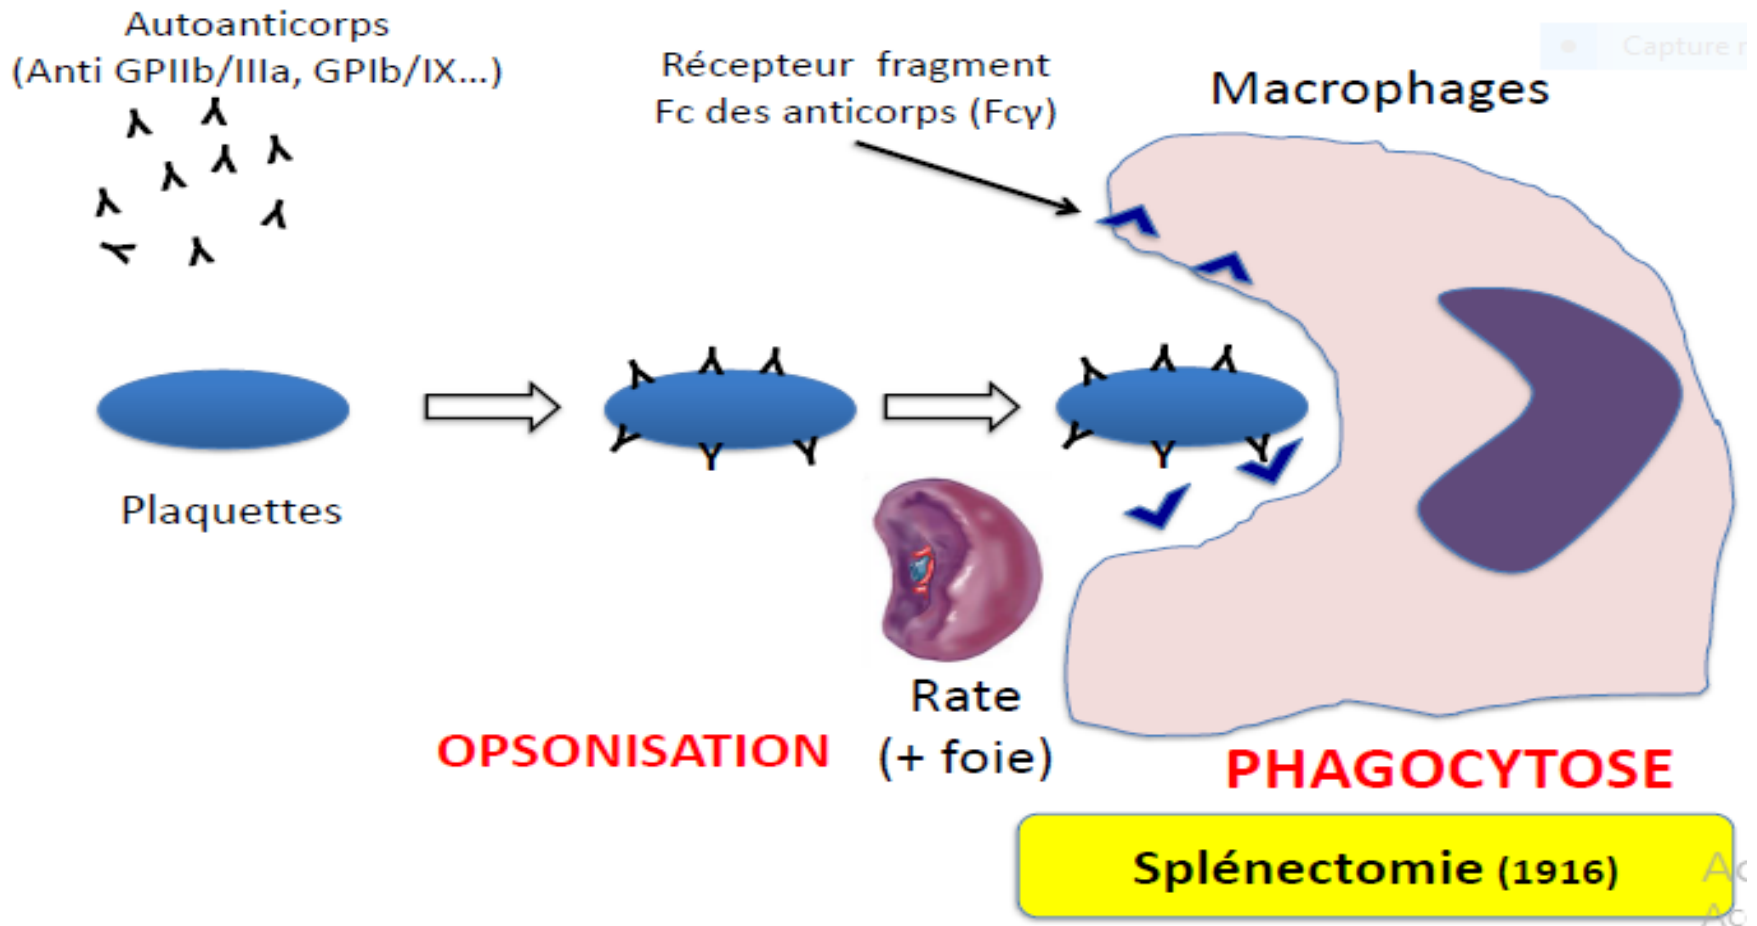 Autoanticorps
(Anti GPIIb/IIIa, GPIb/IX...)
Récepteur fragment
Fc des anticorps (Fcγ)
Macrophages
Capture
Plaquettes
Rate
(+ foie)
OPSONISATION
PHAGOCYTOSE
Splénectomie (1916)